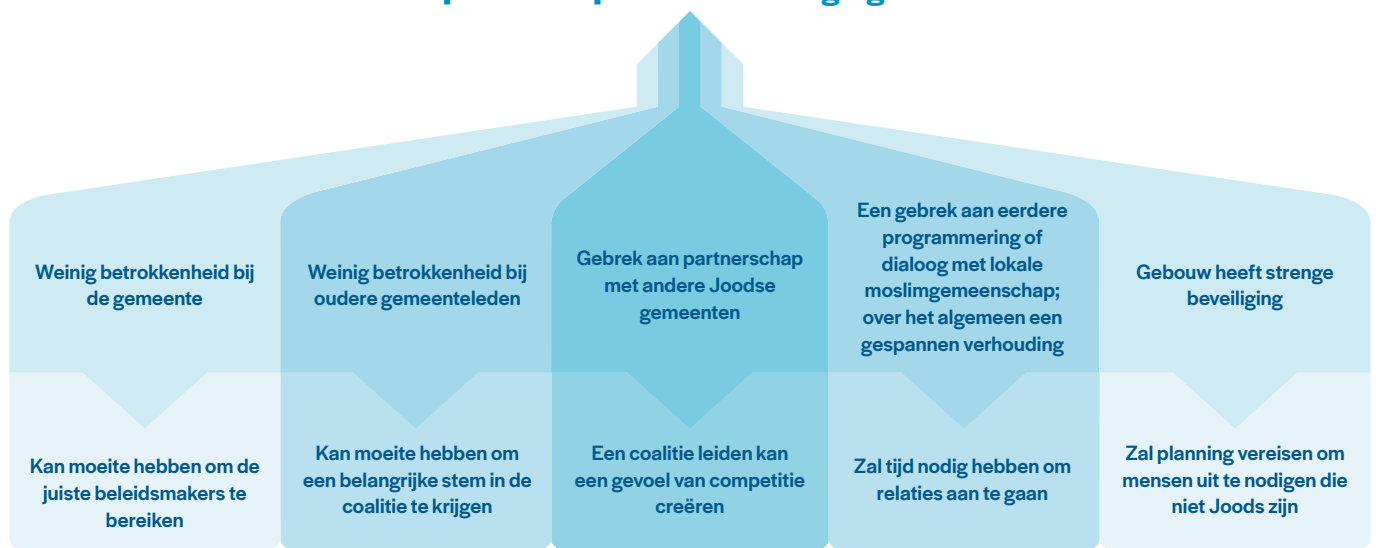 Weinig betrokkenheid bij
de gemeente
Weinig betrokkenheid bij
oudere gemeenteleden
Gebrek aan partnerschap
met andere Joodse
gemeenten
Een gebrek aan eerdere
programmering of
dialoog met lokale
moslimgemeenschap;
over het algemeen een
gespannen verhouding
Gebouw heeft strenge
beveiliging
Kan moeite hebben om de
juiste beleidsmakers te
bereiken
Kan moeite hebben om
een belangrijke stem in de
coalitie te krijgen
Een coalitie leiden kan
een gevoel van competitie
creëren
Zal tijd nodig hebben om
relaties aan te gaan
Zal planning vereisen om
mensen uit te nodigen die
niet Joods zijn